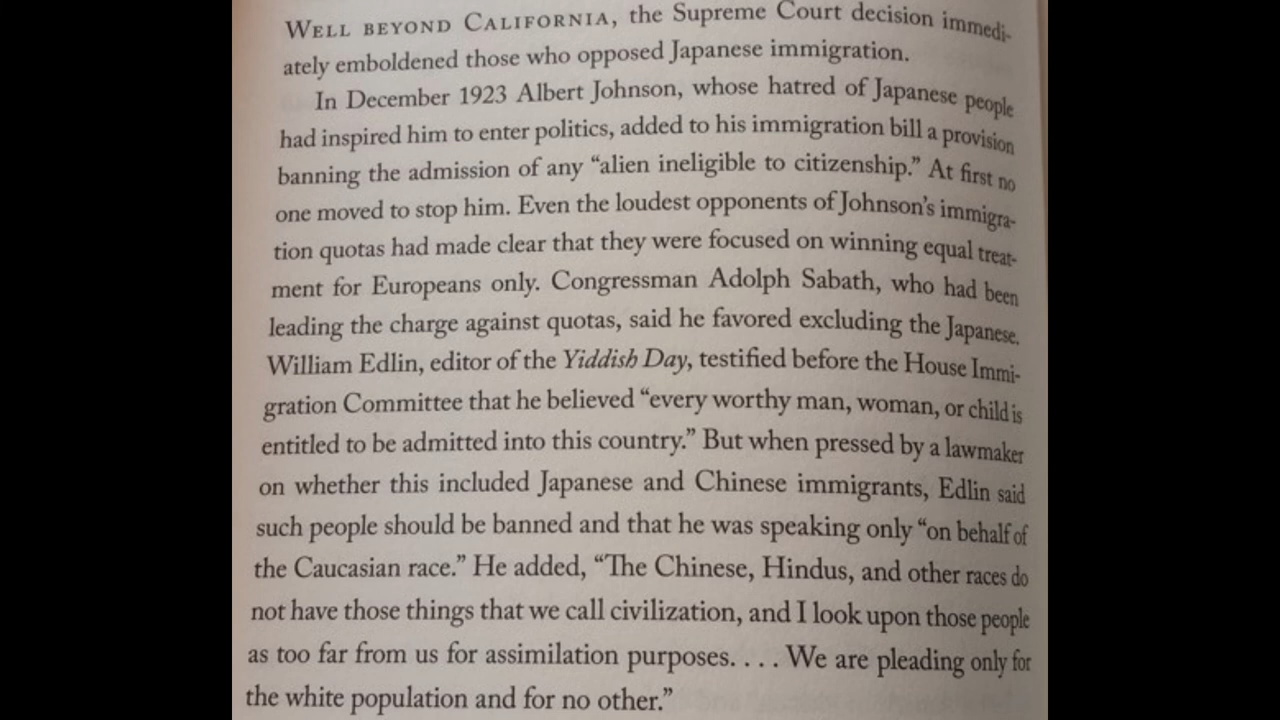 WELL BEYOND CALIFORNIA, the Supreme Court decision immedi-
ately emboldened those who opposed Japanese immigration.
In December 1923 Albert Johnson, whose hatred of Japanese people
had inspired him to enter politics, added to his immigration bill a provision
banning the admission of any “alien ineligible to citizenship.” At first no
one moved to stop him. Even the loudest opponents of Johnson’s immigra-
tion quotas had made clear that they were focused on winning equal treat-
ment for Europeans only. Congressman Adolph Sabath, who had been
leading the charge against quotas, said he favored excluding the Japanese.
William Edlin, editor of the Yiddish Day, testified before the House Immi-
gration Committee that he believed “every worthy man, woman, or child is
entitled to be admitted into this country.” But when pressed by a lawmaker
on whether this included Japanese and Chinese immigrants, Edlin said
such people should be banned and that he was speaking only “on behalf of
the Caucasian race.” He added, “The Chinese, Hindus, and other races do
not have those things that we call civilization, and I look upon those people
as too far from us for assimilation purposes. . . . We are pleading only for
the white population and for no other.”